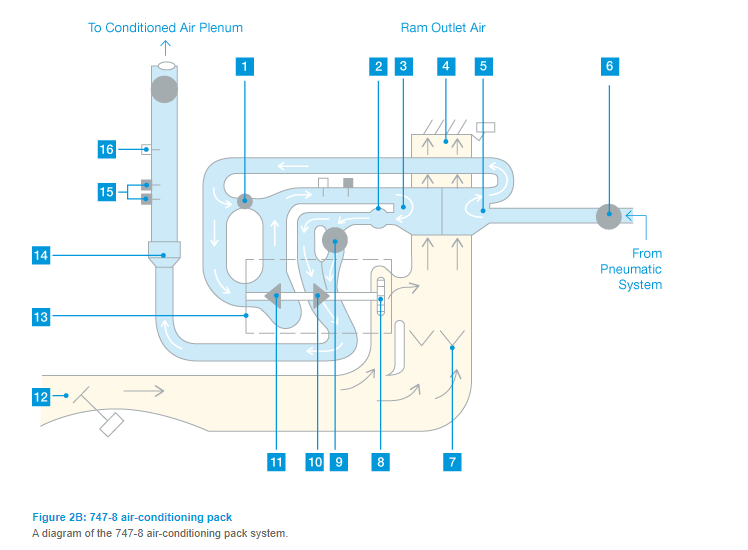 To Conditioned Air Plenum
Ram Outlet Air
1
2
3
4
5
6
16
15
14
13
12
From
Pneumatic
System
11
10
9
8
7
Figure 2B: 747-8 air-conditioning pack
A diagram of the 747-8 air-conditioning pack system.